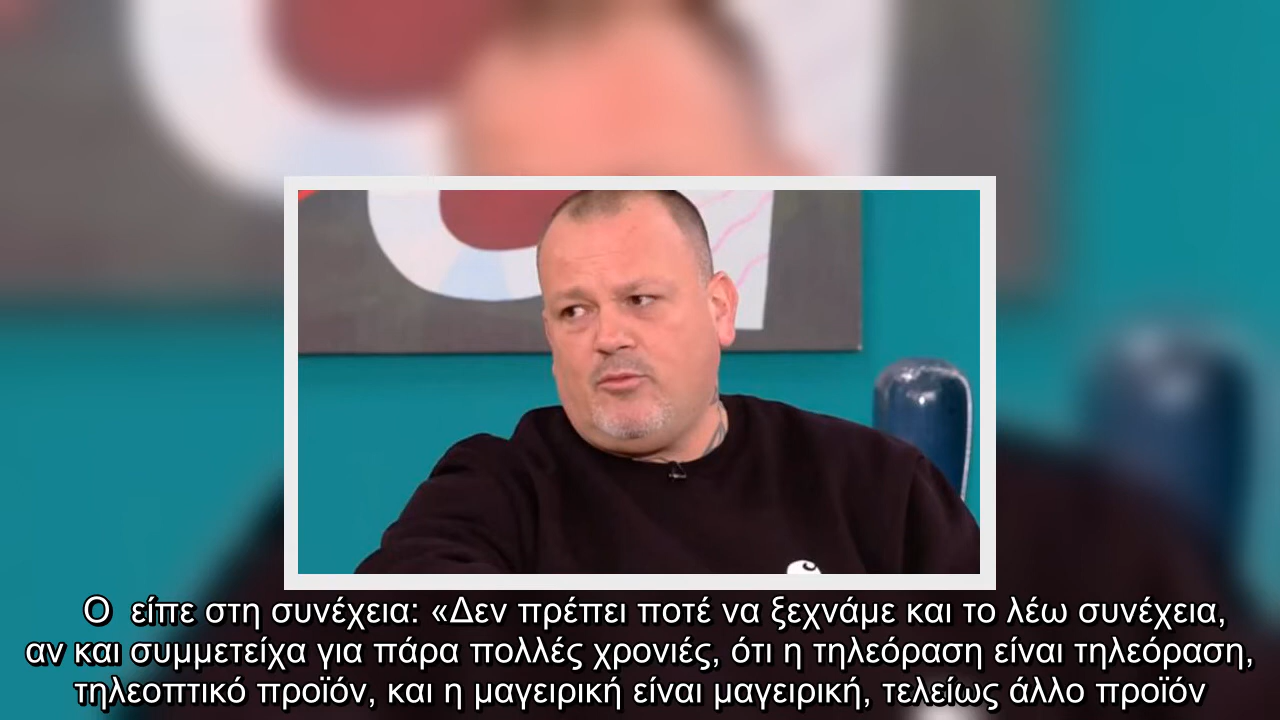 Ο είπε στη συνέχεια: «Δεν πρέπει ποτέ να ξεχνάμε και το λέω συνέχεια,
αν και συμμετείχα για πάρα πολλές χρονιές, ότι η τηλεόραση είναι τηλεόραση,
τηλεοπτικό προϊόν, και η μαγειρική είναι μαγειρική, τελείως άλλο προϊόν